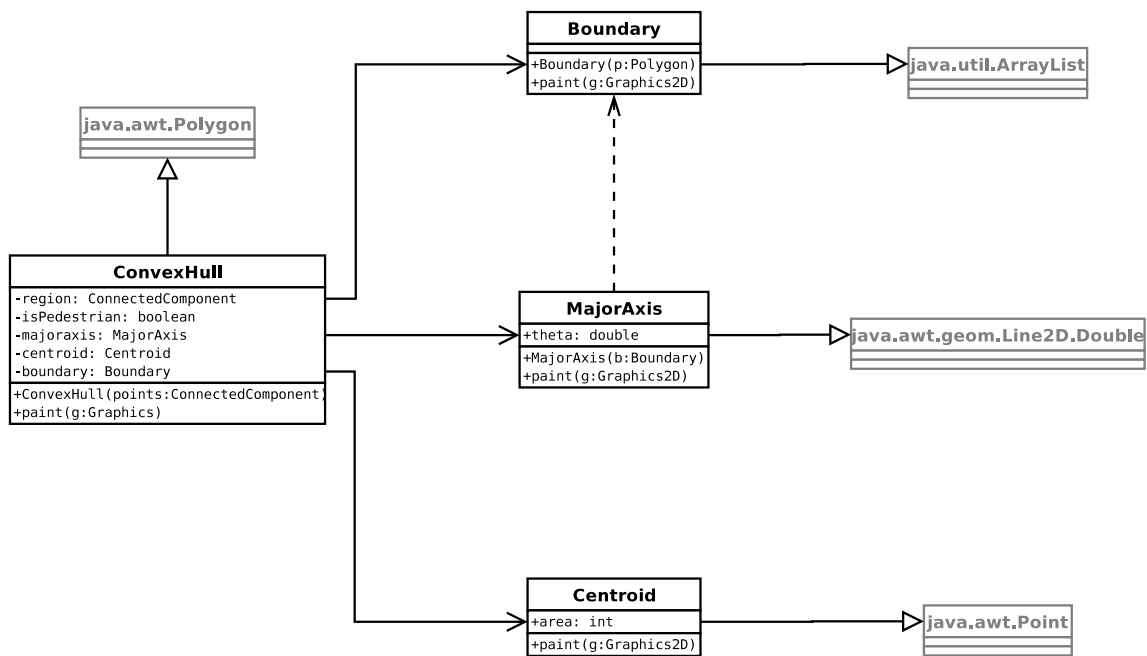 Boundary
+Boundary(p:Polygon)
+paint(g:Graphics2D)
java.util.ArrayList
java.awt.Polygon
ConvexHull
-region: ConnectedComponent
-isPedestrian: boolean
-majoraxis: MajorAxis
-centroid: Centroid
-boundary: Boundary
+ConvexHull(points:ConnectedComponent)
+paint(g:Graphics)
MajorAxis
+theta: double
+MajorAxis(b:Boundary)
+paint(g:Graphics2D)
java.awt.geom.Line2D.Double
Centroid
+area: int
+paint(g:Graphics2D)
java.awt.Point